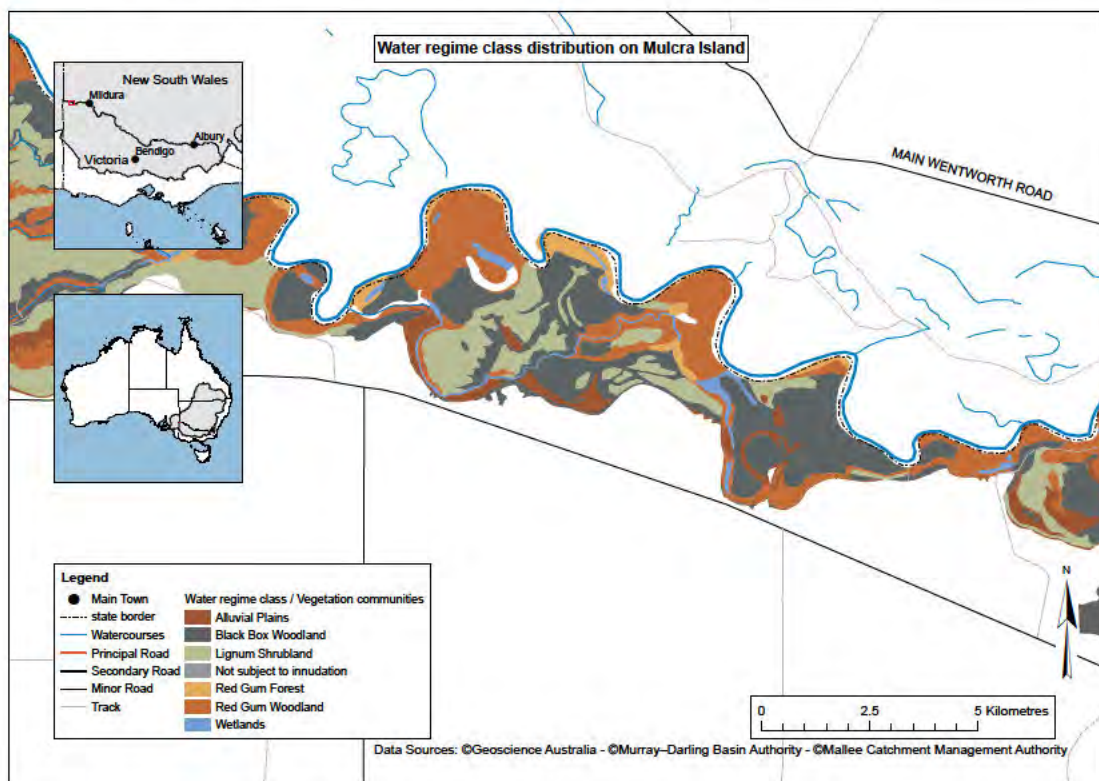 Water regime class distribution on Mulcra Island
New South Wales
Mildura
Albury
Bendigo
Victoria
MAIN WENTWORTH ROAD
Legend
Main Town
state border
Watercourses
Principal Road
Secondary Road
Minor Road
Track
Water regime class / Vegetation communities
Alluvial Plains
Black Box Woodland
Lignum Shrubland
Not subject to innudation
Red Gum Forest
Red Gum Woodland
Wetlands
N
0 2.5 5 Kilometres
Data Sources: ©Geoscience Australia - ©Murray–Darling Basin Authority - ©Mallee Catchment Management Authority